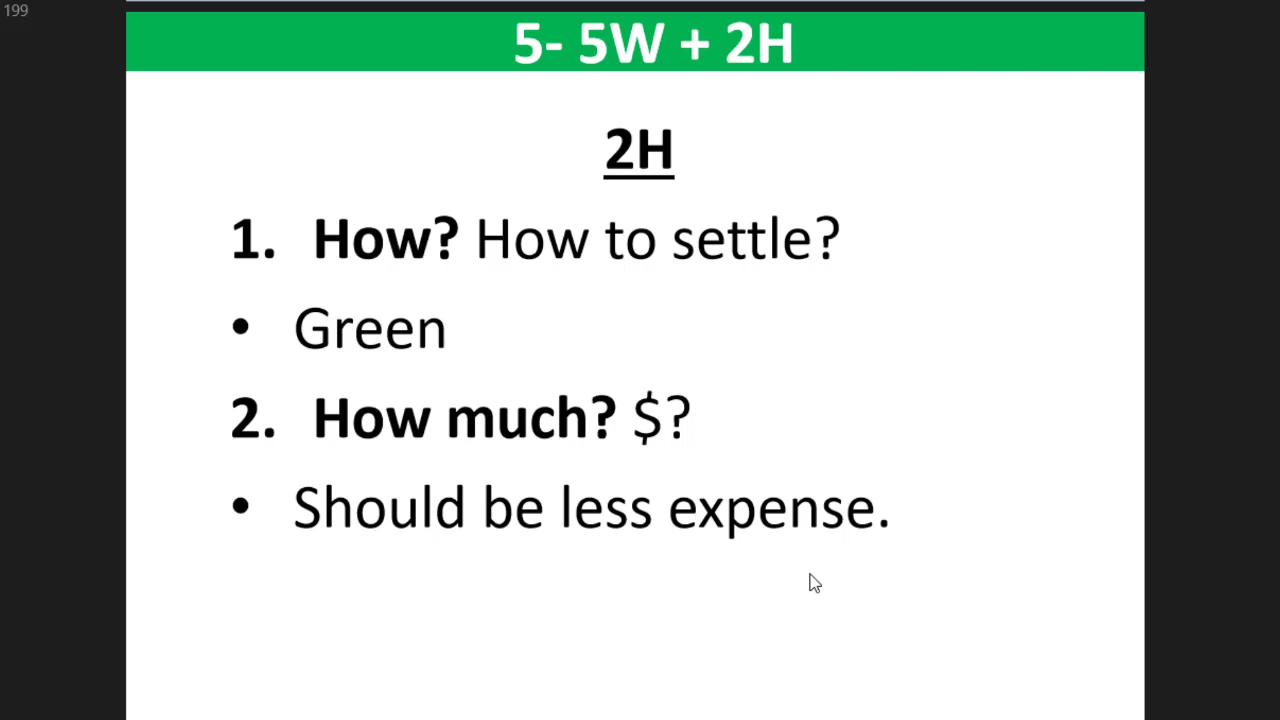 199
5- 5W + 2H
2H
1. How? How to settle?
• Green
2. How much? $?
• Should be less expense.